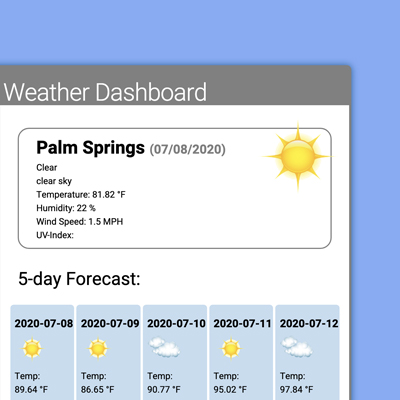 Weather Dashboard
Palm Springs (07/08/2020)
Clear
clear sky
Temperature: 81.82 °F
Humidity: 22 %
Wind Speed: 1.5 MPH
UV-Index:
5-day Forecast:
2020-07-08 2020-07-09 2020-07-10 2020-07-11 2020-07-12
Temp: Temp: Temp: Temp: Temp:
89.64 °F 86.65 °F 90.77 °F 95.02 °F 97.84 °F